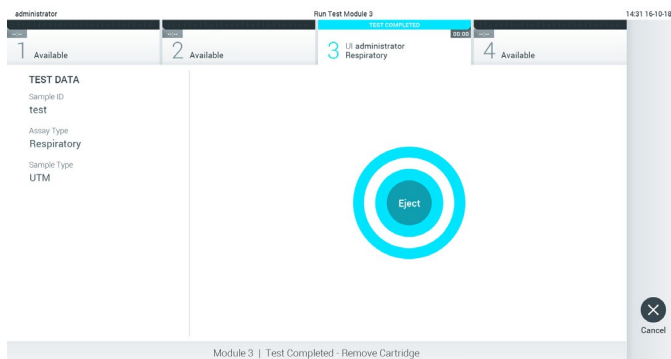 administrator
Run Test Module 3
14:31 16-10-18
TEST COMPLETED
--:--
--:--
00:00
--:--
1 Available
2 Available
3 UI administrator
Respiratory
4 Available
TEST DATA
Sample ID
test
Assay Type
Respiratory
Sample Type
UTM
Eject
Cancel
Module 3 | Test Completed - Remove Cartridge